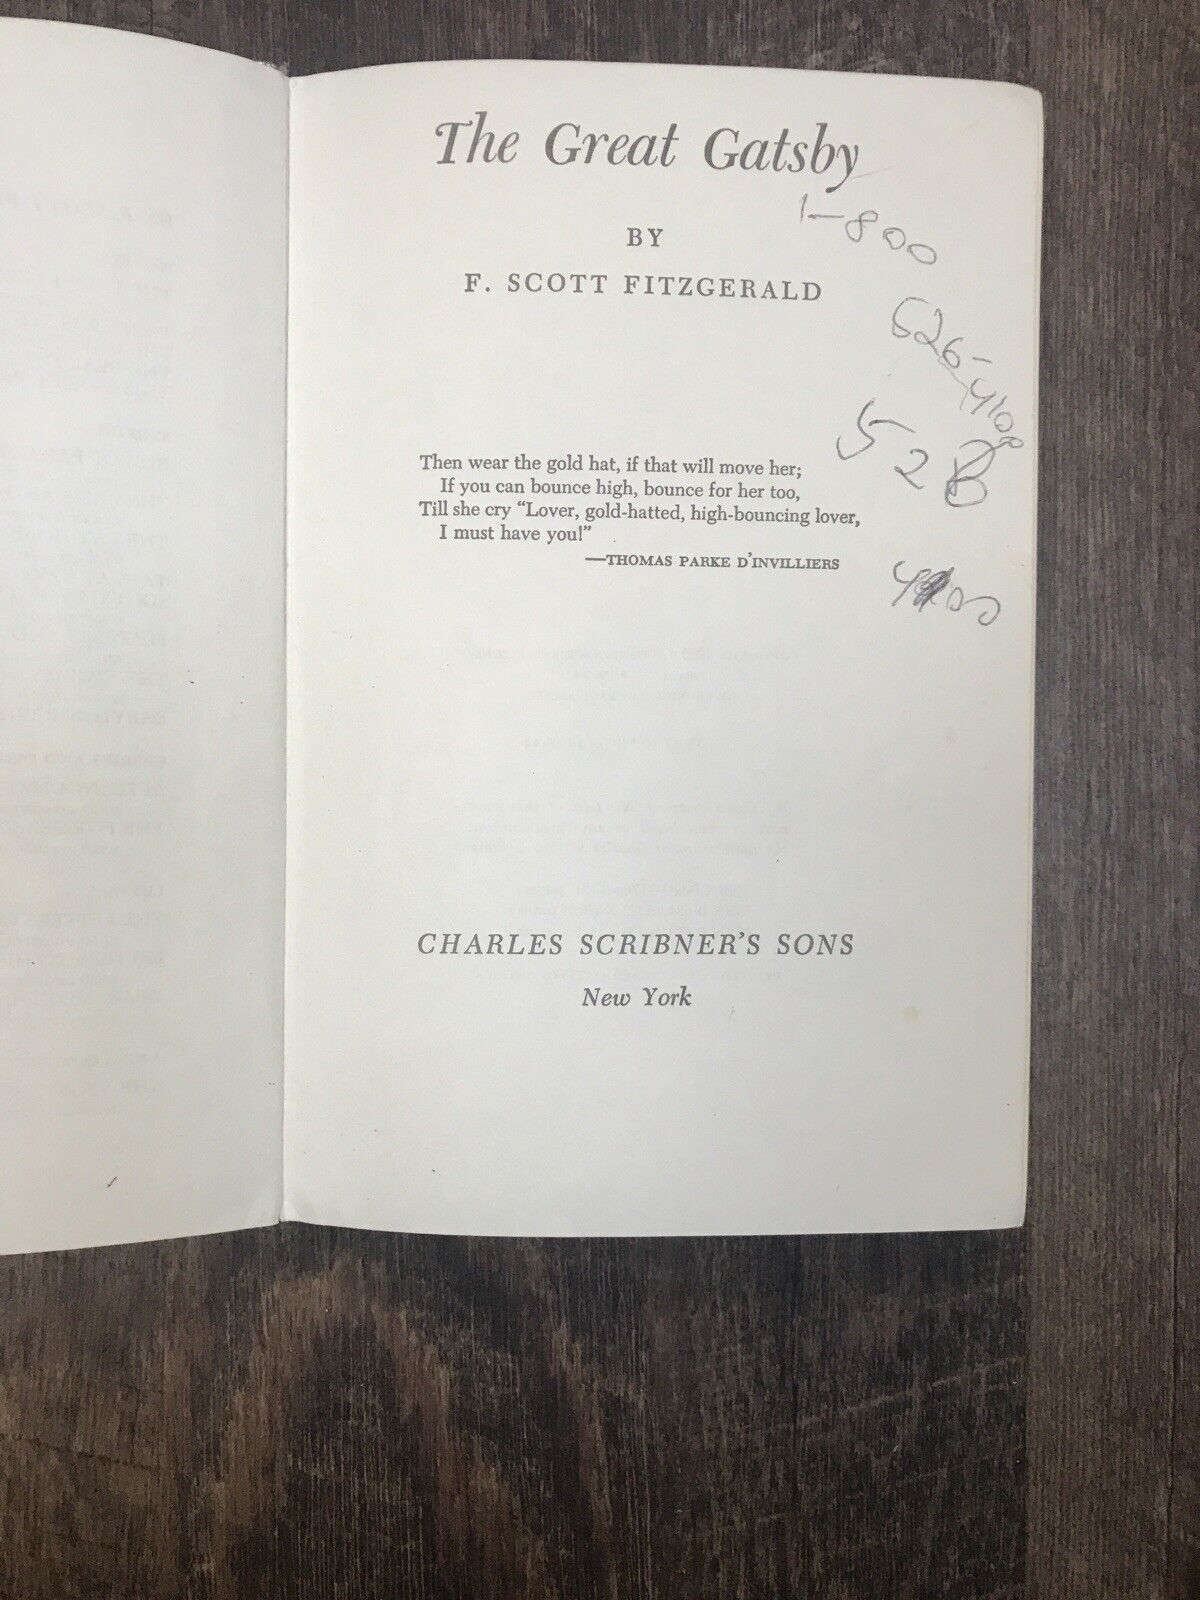 The Great Gatsby
1-800
BY
F. SCOTT FITZGERALD
526-4100
528
Then wear the gold hat, if that will move her;
If you can bounce high, bounce for her too,
Till she cry "Lover, gold-hatted, high-bouncing lover,
I must have you!"
—THOMAS PARKE D'INVILLIERS
CHARLES SCRIBNER'S SONS
New York